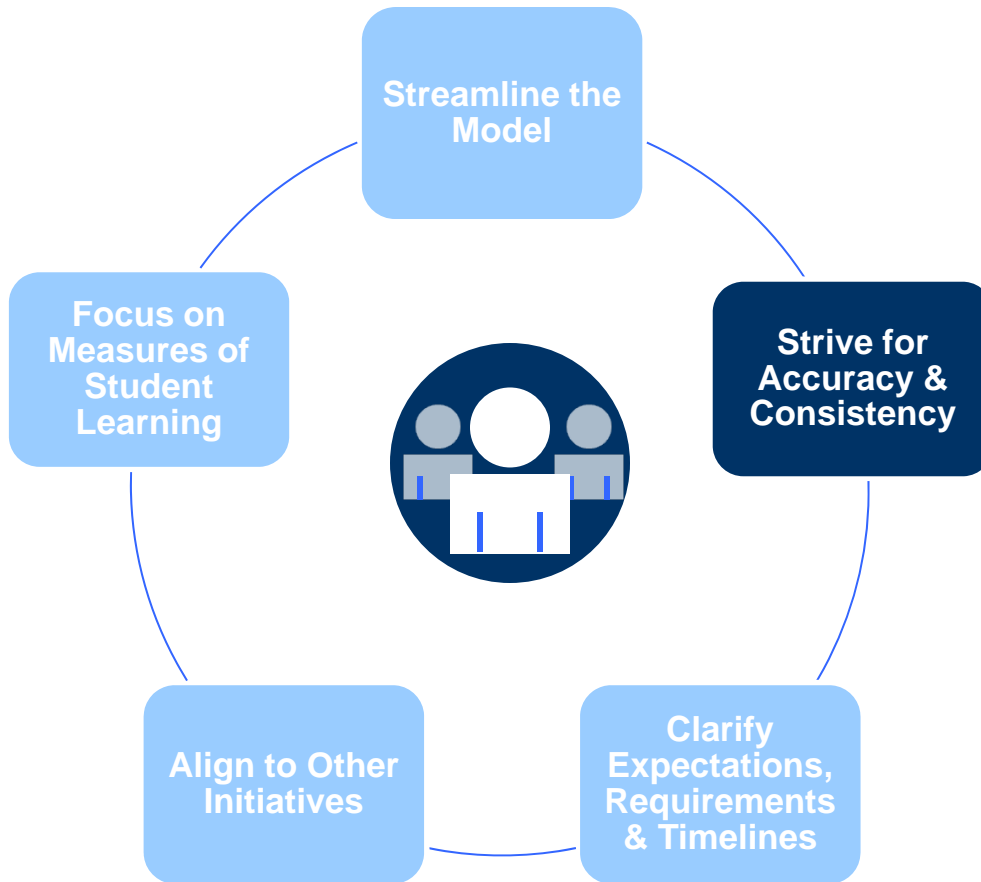 Streamline the
Model
Strive for
Accuracy &
Consistency
Clarify
Expectations,
Requirements
& Timelines
Align to Other
Initiatives
Focus on
Measures of
Student
Learning